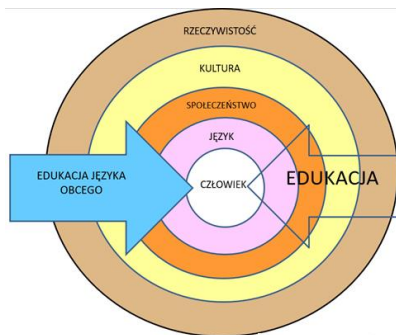 RZECZYWISTOŚĆ
KULTURA
SPOŁECZEŃSTWO
JĘZYK
EDUKACJA JĘZYKA
OBCEGO
CZŁOWIEK
EDUKACJA